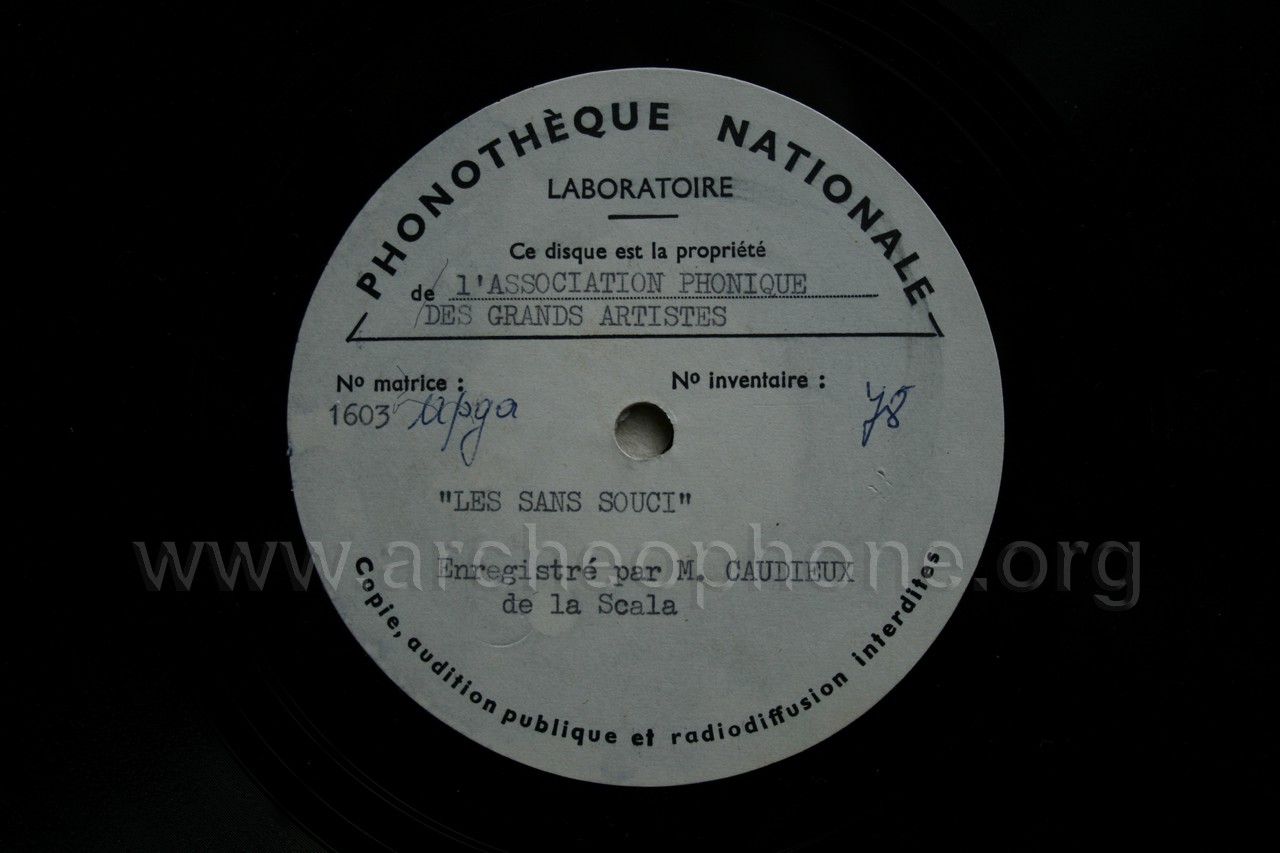 PHONOTHÈQUE NATIONALE
LABORATOIRE
Ce disque est la propriété
de l'ASSOCIATION PHONIQUE
DES GRANDS ARTISTES
Nº matrice :
Nº inventaire :
1603 apga
78
"LES SANS SOUCI"
www.archeophone.org
Enregistré par M. CAUDIEUX
de la Scala
Copie, audition publique et radiodiffusion interdites